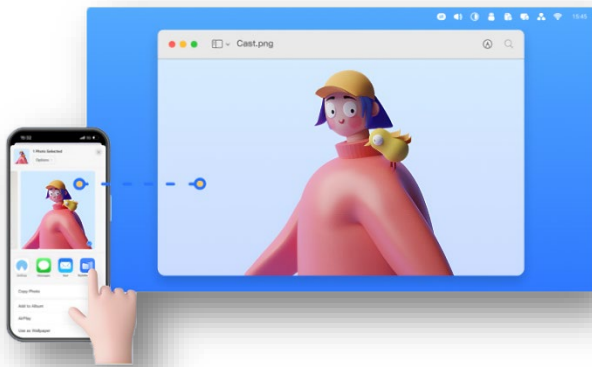 Cast.png
15:45
1 Photo Selected
Options
Copy Photo
Add to Album
AirPlay
Use as Wallpaper